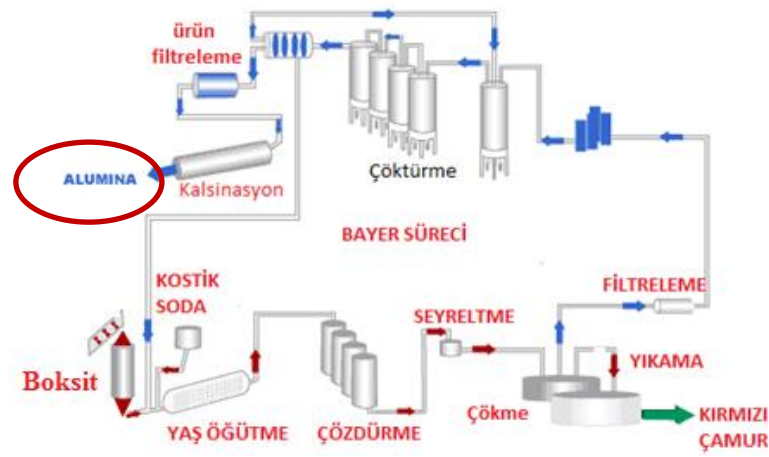 ürün
filtreleme
ALUMINA
Kalsinasyon
Çöktürme
BAYER SÜRECİ
KOSTİK
SODA
SEYRELTME
FİLTRELEME
Boksit
YAŞ ÖĞÜTME
ÇÖZDÜRME
Çökme
YIKAMA
KIRMIZI
ÇAMUR